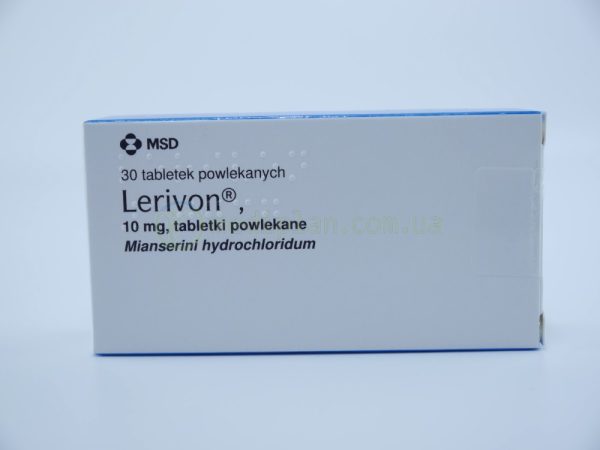 MSD
30 tabletek powlekanych
Lerivon®,
10 mg, tabletki powlekane
Mianserini hydrochloridum